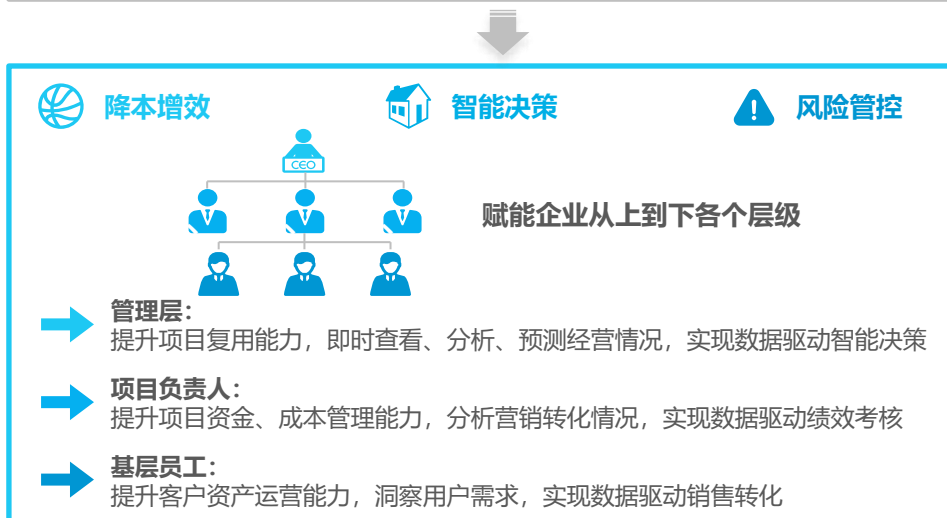 降本增效
智能决策
风险管控
CEO
赋能企业从上到下各个层级
管理层：
提升项目复用能力，即时查看、分析、预测经营情况，实现数据驱动智能决策
项目负责人：
提升项目资金、成本管理能力，分析营销转化情况，实现数据驱动绩效考核
基层员工：
提升客户资产运营能力，洞察用户需求，实现数据驱动销售转化